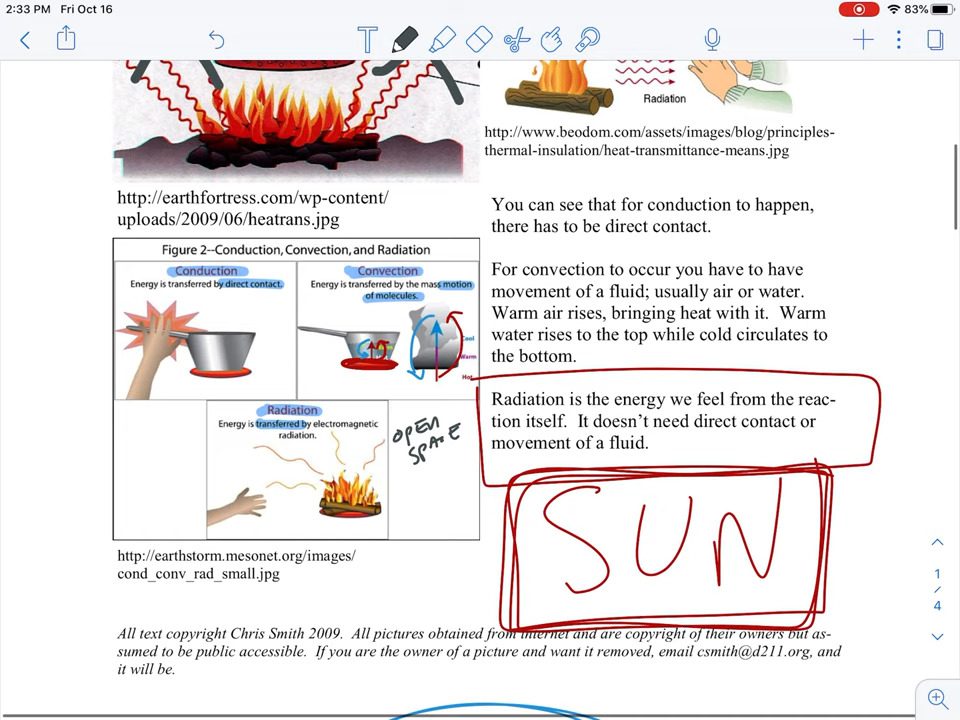 2:33 PM Fri Oct 16
83%
T
Radiation
http://www.beodom.com/assets/images/blog/principles-
thermal-insulation/heat-transmittance-means.jpg
http://earthfortress.com/wp-content/
uploads/2009/06/heatrans.jpg
Figure 2--Conduction, Convection, and Radiation
Conduction
Energy is transferred by direct contact.
Convection
Energy is transferred by the mass motion
of molecules.
Cool
Warm
Hot
Radiation
Energy is transferred by electromagnetic
radiation.
OPEN
SPACE
http://earthstorm.mesonet.org/images/
cond_conv_rad_small.jpg
You can see that for conduction to happen,
there has to be direct contact.
For convection to occur you have to have
movement of a fluid; usually air or water.
Warm air rises, bringing heat with it.  Warm
water rises to the top while cold circulates to
the bottom.
Radiation is the energy we feel from the reac-
tion itself.  It doesn't need direct contact or
movement of a fluid.
SUN
1
/
4
All text copyright Chris Smith 2009.  All pictures obtained from internet and are copyright of their owners but as-
sumed to be public accessible.  If you are the owner of a picture and want it removed, email csmith@d211.org, and
it will be.